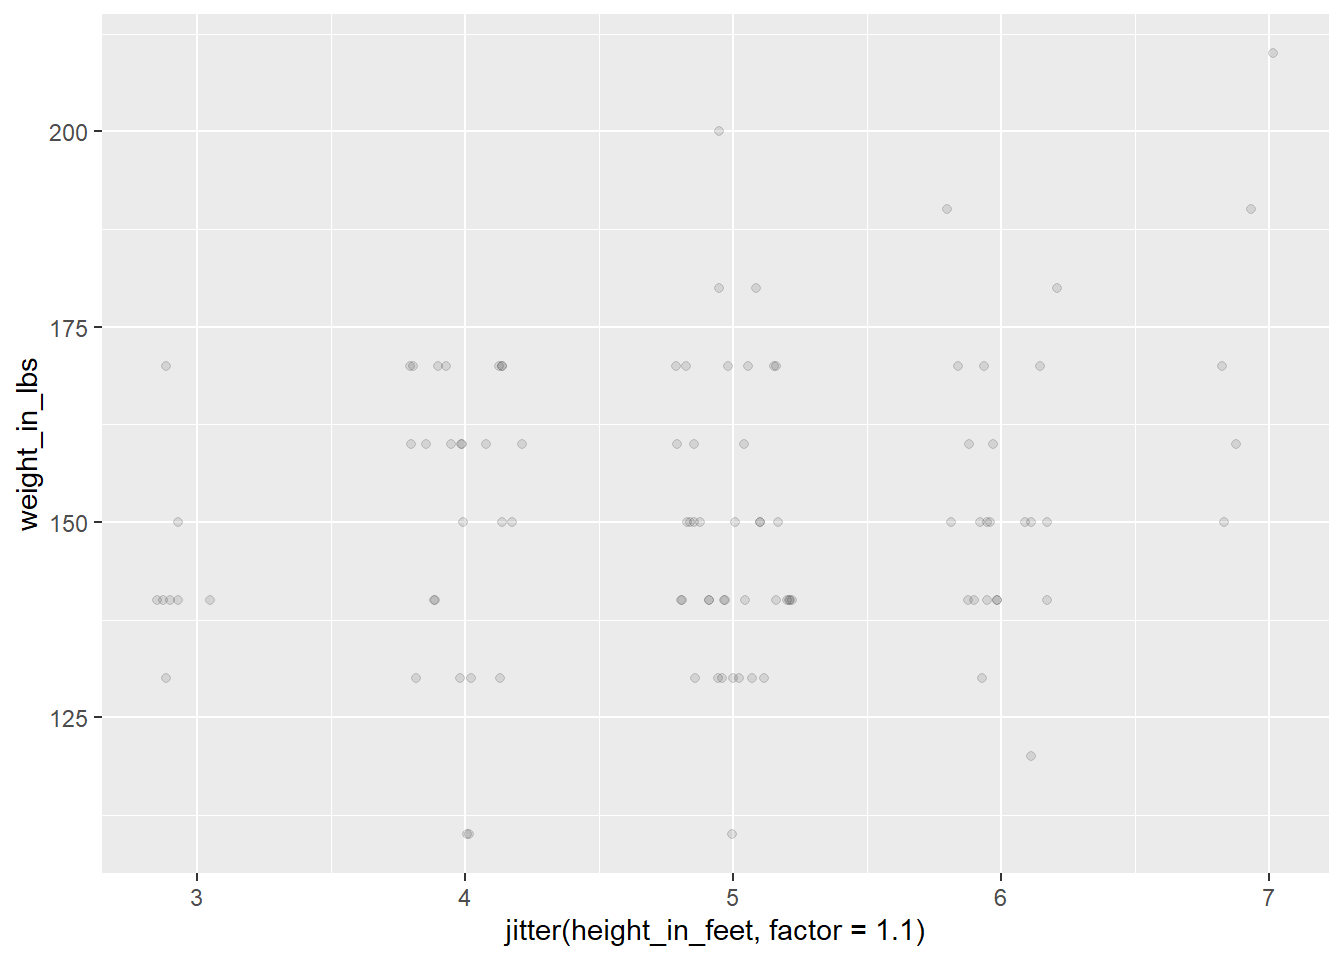 200
175
150
125
weight_in_lbs
3 4 5 6 7
jitter(height_in_feet, factor = 1.1)